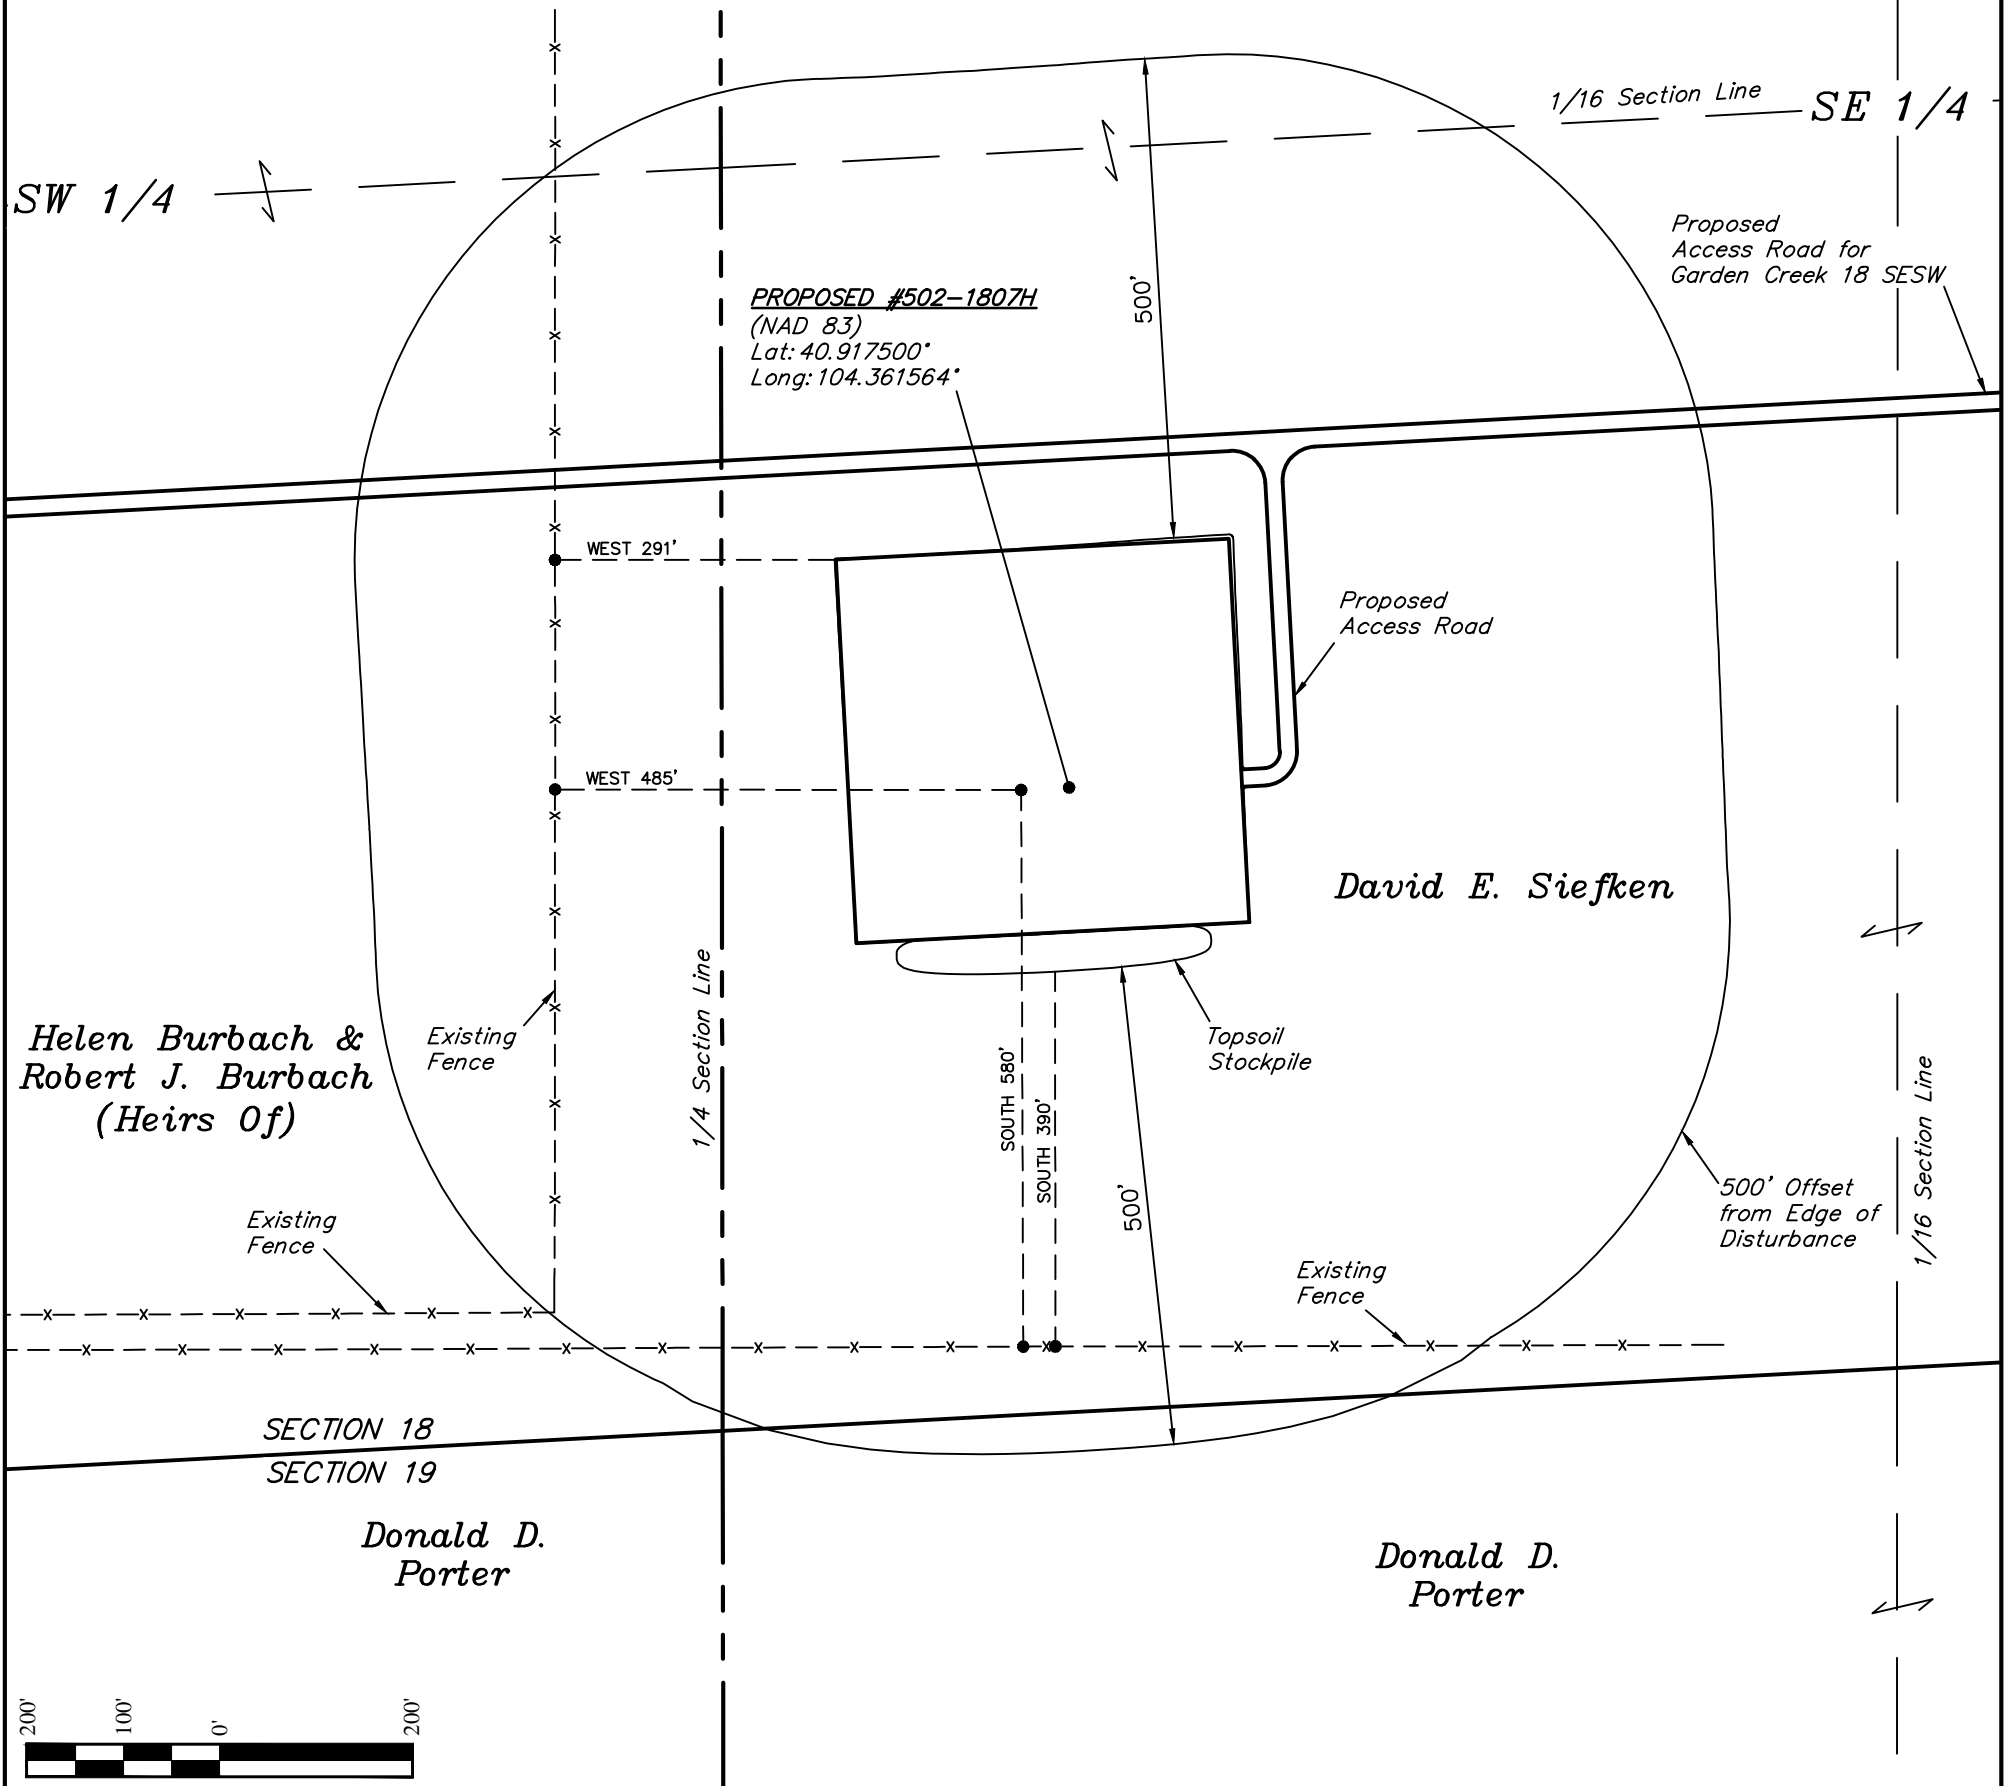 1/16 Section Line
SE 1/4
SW 1/4
Proposed
Access Road for
Garden Creek 18 SESW
500'
PROPOSED #502-1807H
(NAD 83)
Lat: 40.917500°
Long: 104.361564°
WEST 291'
Proposed
Access Road
WEST 485'
David E. Siefken
1/4 Section Line
Helen Burbach &
Robert J. Burbach
(Heirs Of)
Existing
Fence
Topsoil
Stockpile
SOUTH 580'
SOUTH 390'
500'
1/16 Section Line
500' Offset
from Edge of
Disturbance
Existing
Fence
Existing
Fence
SECTION 18
SECTION 19
Donald D.
Porter
Donald D.
Porter
200'
100'
0'
200'